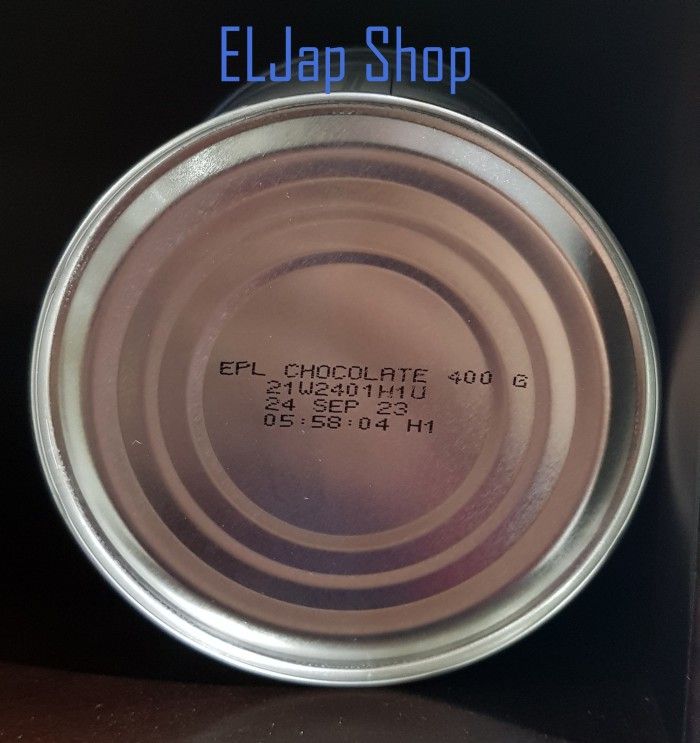 ELJap Shop
EPL CHOCOLATE 400 G
21W2401H1U
24 SEP 23
05:58:04 H1